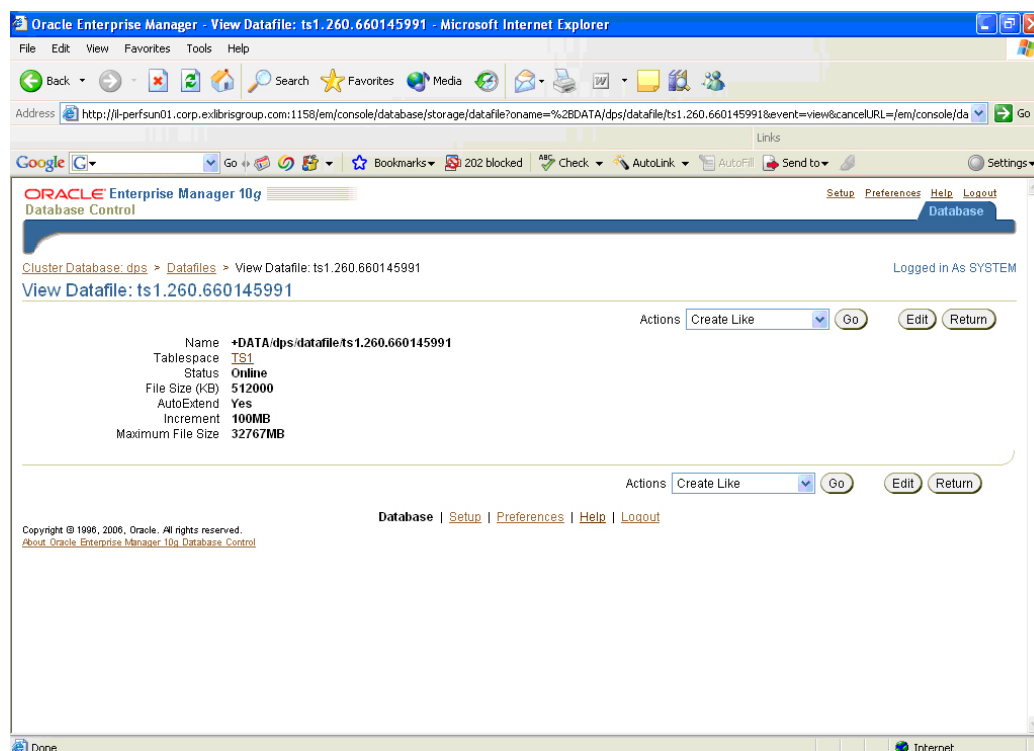 Oracle Enterprise Manager - View Datafile: ts1.260.660145991 - Microsoft Internet Explorer
File Edit View Favorites Tools Help
Back Search Favorites Media
Address http://il-perfsun01.corp.exlibrisgroup.com:1158/em/console/database/storage/datafile?oname=%2BDATA/dps/datafile/ts1.260.660145991&event=view&cancelURL=/em/console/da Go
Links
Google G Go Bookmarks 202 blocked ABC Check AutoLink AutoFill Send to Settings
ORACLE Enterprise Manager 10g
Database Control
Setup Preferences Help Logout
Database
Cluster Database: dps > Datafiles > View Datafile: ts1.260.660145991 Logged in As SYSTEM
View Datafile: ts1.260.660145991
Actions Create Like Go Edit Return
Name +DATA/dps/datafile/ts1.260.660145991
Tablespace TS1
Status Online
File Size (KB) 512000
AutoExtend Yes
Increment 100MB
Maximum File Size 32767MB
Actions Create Like Go Edit Return
Database | Setup | Preferences | Help | Logout
Copyright © 1996, 2006, Oracle. All rights reserved.
About Oracle Enterprise Manager 10g Database Control
Done Internet